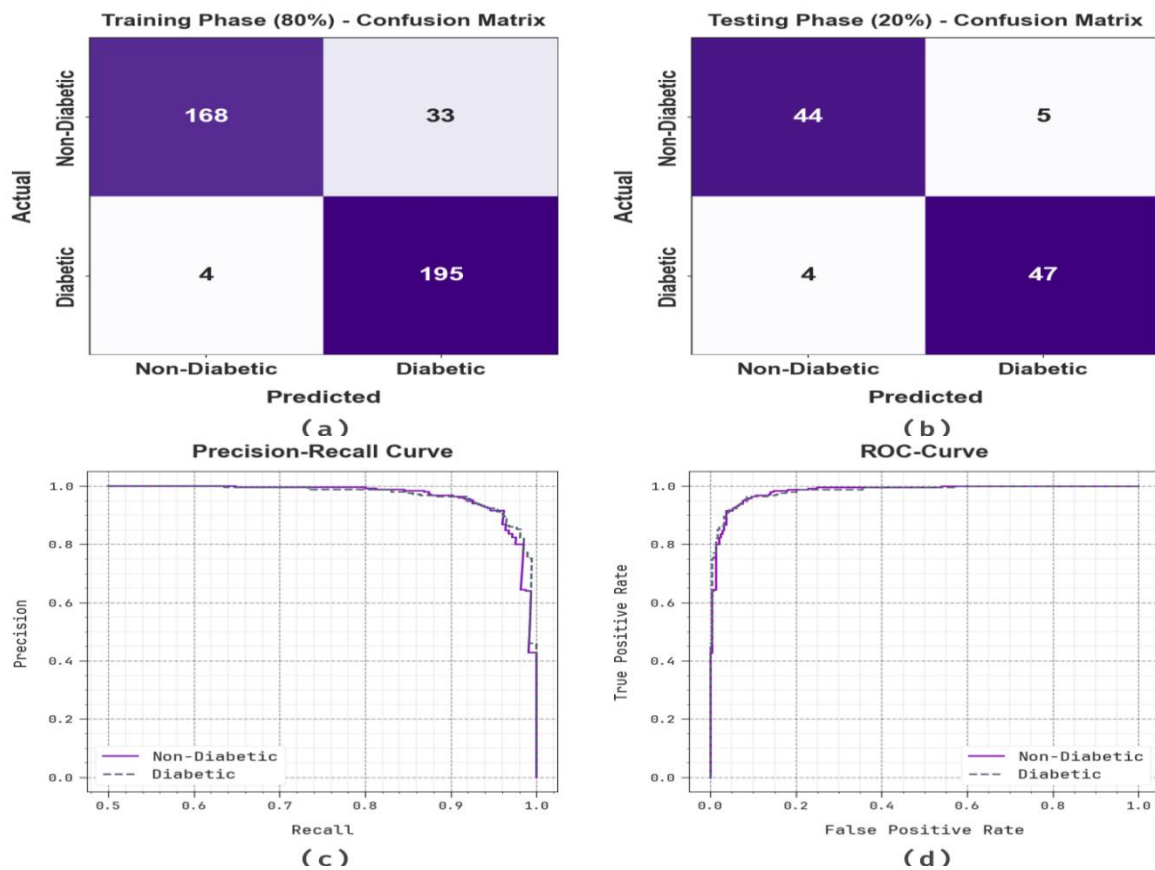 Training Phase (80%) - Confusion Matrix
Non-Diabetic
168
33
Actual
Diabetic
4
195
Non-Diabetic
Diabetic
Predicted
(a)
Testing Phase (20%) - Confusion Matrix
Non-Diabetic
44
5
Actual
Diabetic
4
47
Non-Diabetic
Diabetic
Predicted
(b)
Precision-Recall Curve
1.0
0.8
0.6
0.4
0.2
0.0
Precision
Non-Diabetic
Diabetic
0.5 0.6 0.7 0.8 0.9 1.0
Recall
(c)
ROC-Curve
1.0
0.8
0.6
0.4
0.2
0.0
True Positive Rate
Non-Diabetic
Diabetic
0.0 0.2 0.4 0.6 0.8 1.0
False Positive Rate
(d)